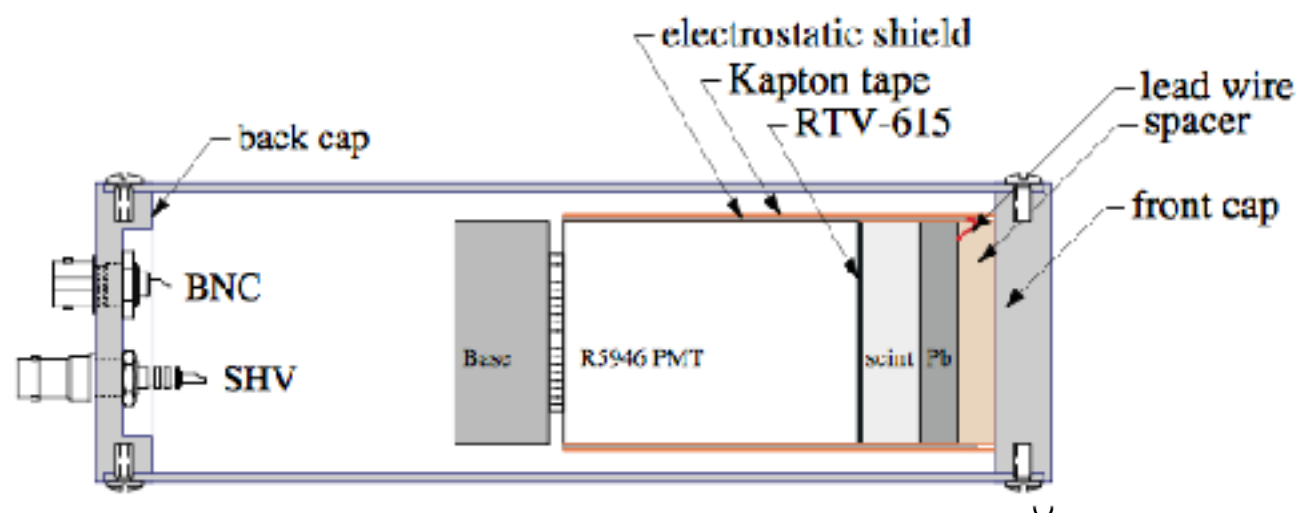 electrostatic shield
Kapton tape
lead wire
RTV-615
spacer
back cap
front cap
BNC
Base
R5946 PMT
scint
Pb
SHV